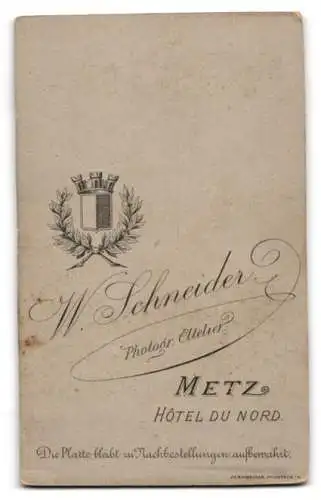 W. Schneider
Photogr. Atelier.
METZ
HÔTEL DU NORD.
Die Platte bleibt zu Nachbestellungen aufbewahrt.